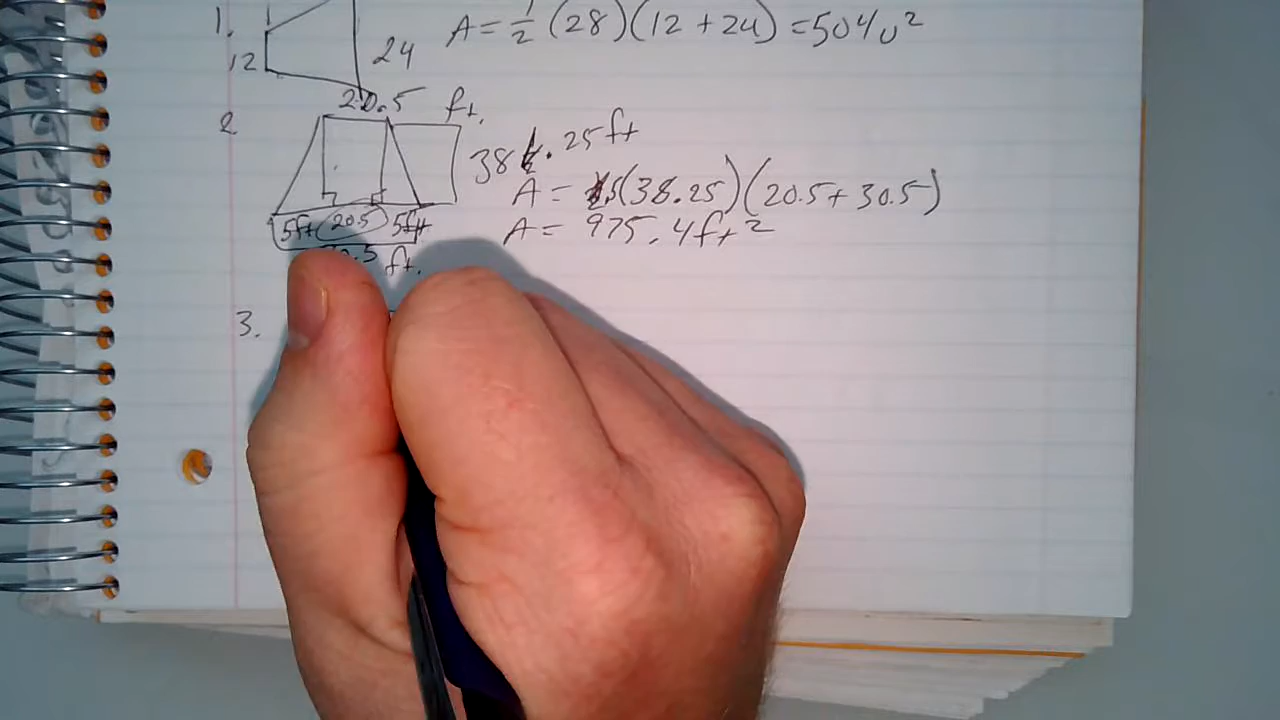 1.
A = 1/2 (28)(12 + 24) = 504 u²
12
24
20.5 ft.
2
38.25 ft
A = .5(38.25)(20.5 + 30.5)
5ft (20.5) 5ft
A = 975.4 ft²
.5 ft.
3.